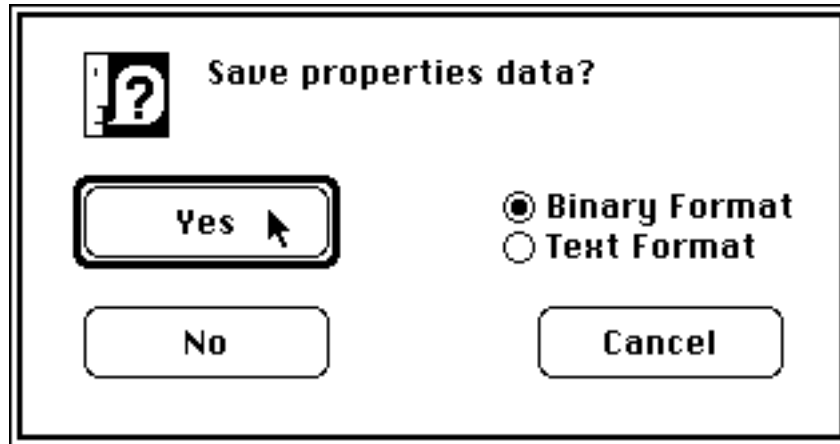 Save properties data?
Yes
Binary Format
Text Format
No
Cancel